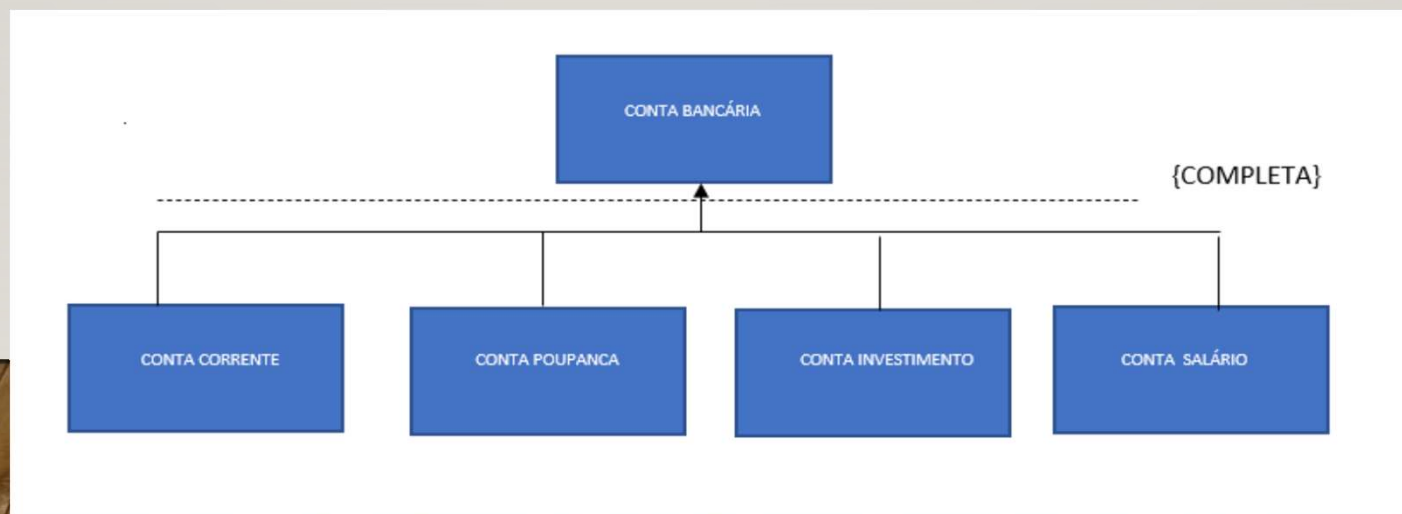 CONTA BANCÁRIA
{COMPLETA}
CONTA CORRENTE
CONTA POUPANCA
CONTA INVESTIMENTO
CONTA SALÁRIO